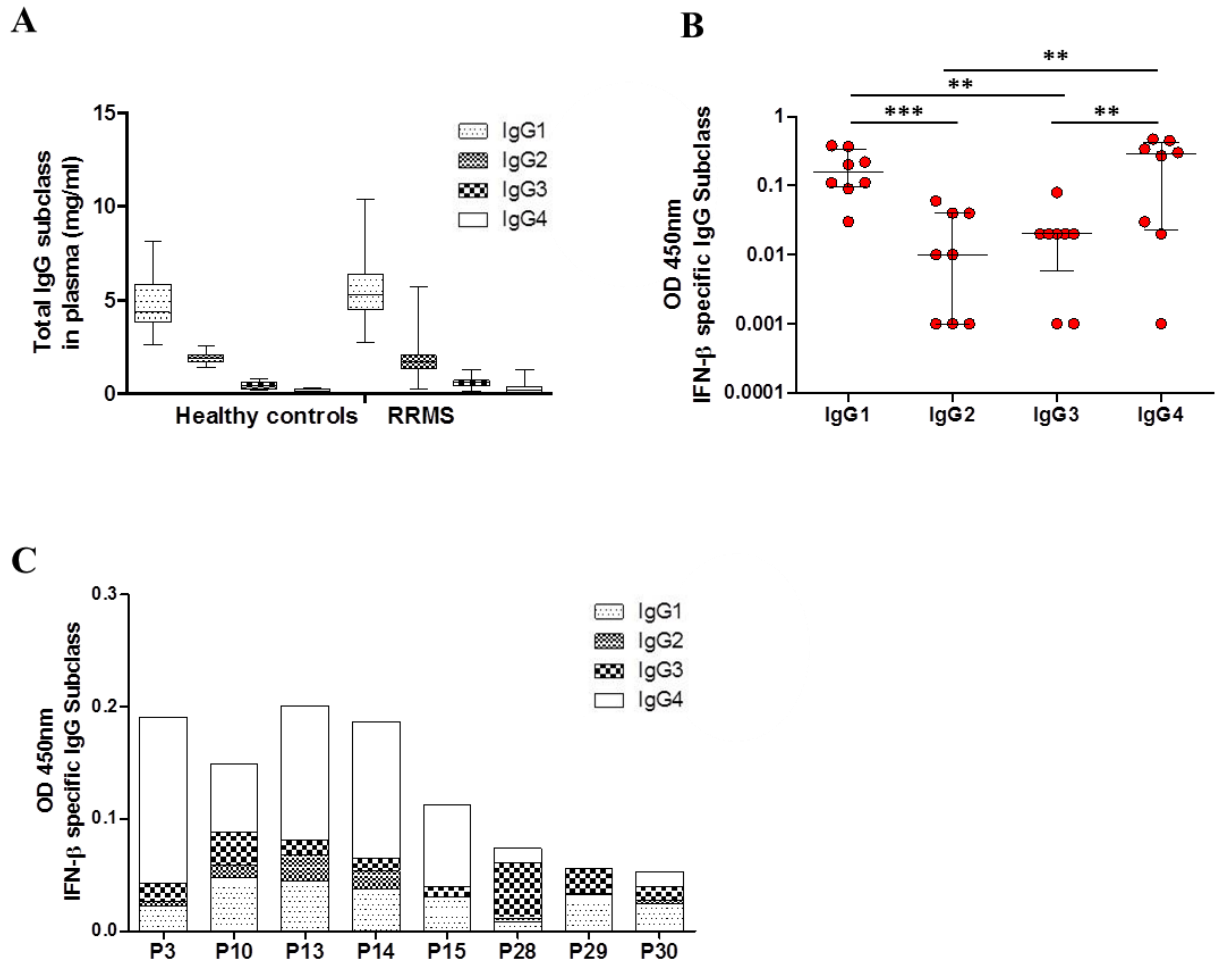 A
Total IgG subclass
in plasma (mg/ml)
15
10
5
0
IgG1
IgG2
IgG3
IgG4
Healthy controls
RRMS
B
OD 450nm
IFN-β specific IgG Subclass
**
**
***
**
1
0.1
0.01
0.001
0.0001
IgG1
IgG2
IgG3
IgG4
C
OD 450nm
IFN-β specific IgG Subclass
0.3
0.2
0.1
0.0
IgG1
IgG2
IgG3
IgG4
P3
P10
P13
P14
P15
P28
P29
P30